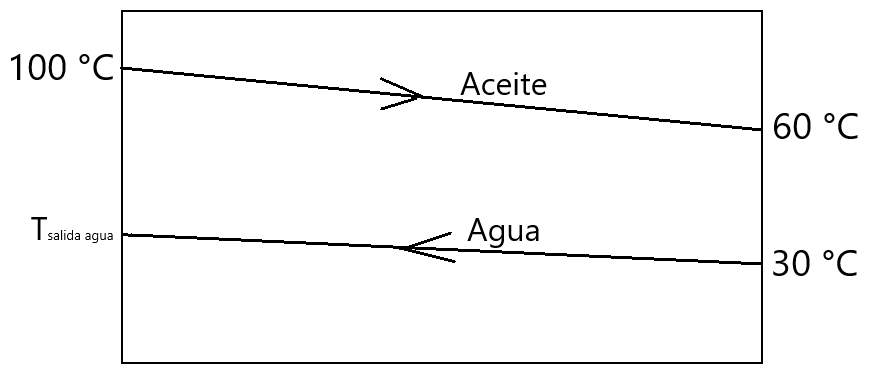 100 °C
Aceite
60 °C
T salida agua
Agua
30 °C